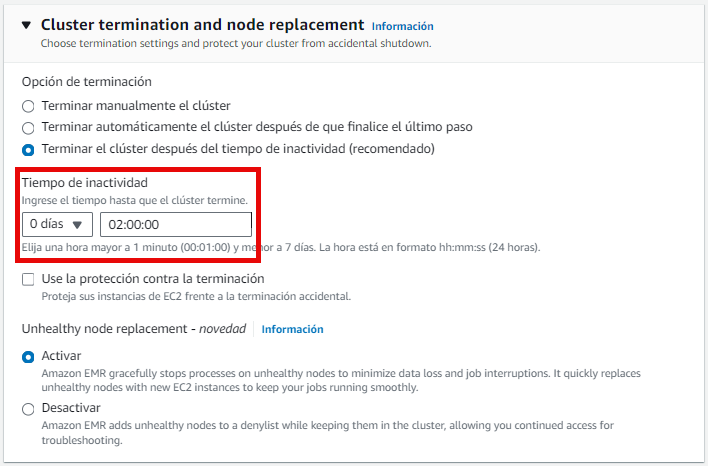 Cluster termination and node replacement Información
Choose termination settings and protect your cluster from accidental shutdown.
Opción de terminación
Terminar manualmente el clúster
Terminar automáticamente el clúster después de que finalice el último paso
Terminar el clúster después del tiempo de inactividad (recomendado)
Tiempo de inactividad
Ingrese el tiempo hasta que el clúster termine.
0 días 02:00:00
Elija una hora mayor a 1 minuto (00:01:00) y menor a 7 días. La hora está en formato hh:mm:ss (24 horas).
Use la protección contra la terminación
Proteja sus instancias de EC2 frente a la terminación accidental.
Unhealthy node replacement - novedad Información
Activar
Amazon EMR gracefully stops processes on unhealthy nodes to minimize data loss and job interruptions. It quickly replaces
unhealthy nodes with new EC2 instances to keep your jobs running smoothly.
Desactivar
Amazon EMR adds unhealthy nodes to a denylist while keeping them in the cluster, allowing you continued access for
troubleshooting.